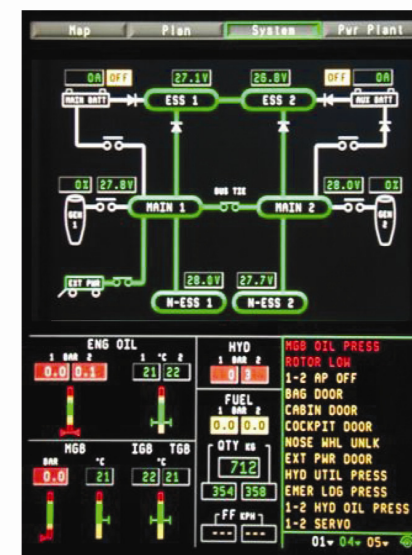 Map Plan System Pwr Plant
0A OFF 27.1V 26.8V OFF 0A
MAIN BATT ESS 1 ESS 2 AUX BATT
BUS TIE
0% 27.8V 28.0V 0%
GEN 1 MAIN 1 MAIN 2 GEN 2
EXT PWR 28.0V 27.7V
N-ESS 1 N-ESS 2
ENG OIL
1 BAR 2 1 °C 2
0.0 0.1 21 22
MGB IGB TGB
BAR °C °C
0.0 21 22 21
HYD
1 BAR 2
0 3
FUEL
1 BAR 2
0.0 0.0
QTY KG
712
354 358
FF KPH
--- ---
MGB OIL PRESS
ROTOR LOW
1-2 AP OFF
BAG DOOR
CABIN DOOR
COCKPIT DOOR
NOSE WHL UNLK
EXT PWR DOOR
HYD UTIL PRESS
EMER LDG PRESS
1-2 HYD OIL PRESS
1-2 SERVO
01▾ 04▾ 05▾